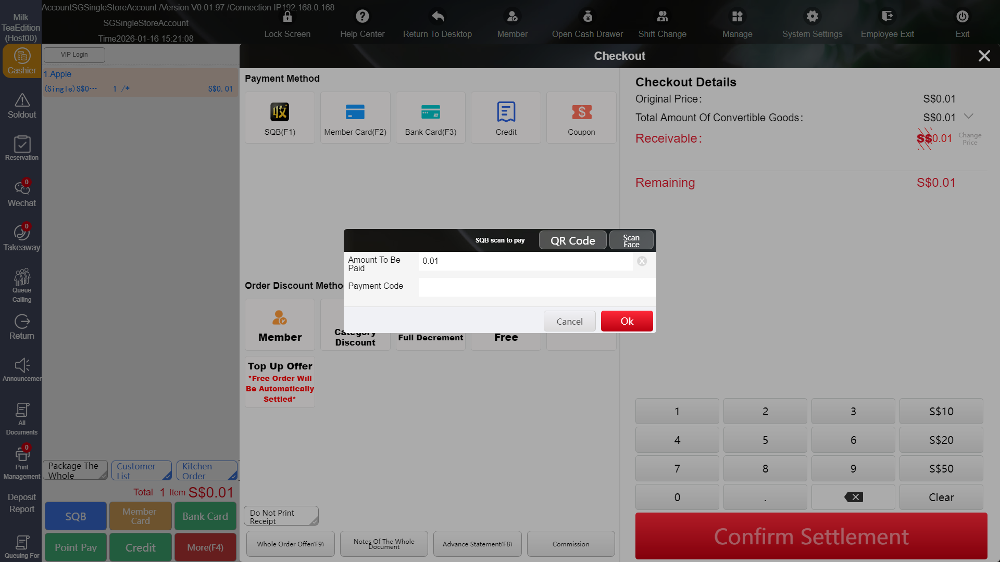 AccountSGSingleStoreAccount /Version V0.01.97 /Connection IP192.168.0.168
SGSingleStoreAccount
Time2026-01-16 15:21:08
Lock Screen
Help Center
Return To Desktop
Member
Open Cash Drawer
Shift Change
Manage
System Settings
Employee Exit
Exit
Milk
TeaEdition
(Host00)
Cashier
Soldout
Reservation
0
Wechat
0
Takeaway
Queue
Calling
Return
Announcemer
All
Documents
0
Print
Management
Deposit
Report
Queuing For
VIP Login
1.Apple
(Single)S$0··· 1 /* S$0.01
Package The
Whole
Customer
List
Kitchen
Order
Total 1 Item S$0.01
SQB
Member
Card
Bank Card
Point Pay
Credit
More(F4)
Checkout
Payment Method
收
SQB(F1)
Member Card(F2)
Bank Card(F3)
Credit
$
Coupon
SQB scan to pay
QR Code
Scan
Face
Amount To Be
Paid
0.01
Payment Code
Cancel
Ok
Order Discount Metho
Member
Category
Discount
Full Decrement
Free
Top Up Offer
*Free Order Will
Be Automatically
Settled*
Do Not Print
Receipt
Whole Order Offer(F9)
Notes Of The Whole
Document
Advance Statement(F8)
Commission
Checkout Details
Original Price: S$0.01
Total Amount Of Convertible Goods: S$0.01
Receivable: S$0.01
Change
Price
Remaining S$0.01
1 2 3 S$10
4 5 6 S$20
7 8 9 S$50
0 . Clear
Confirm Settlement